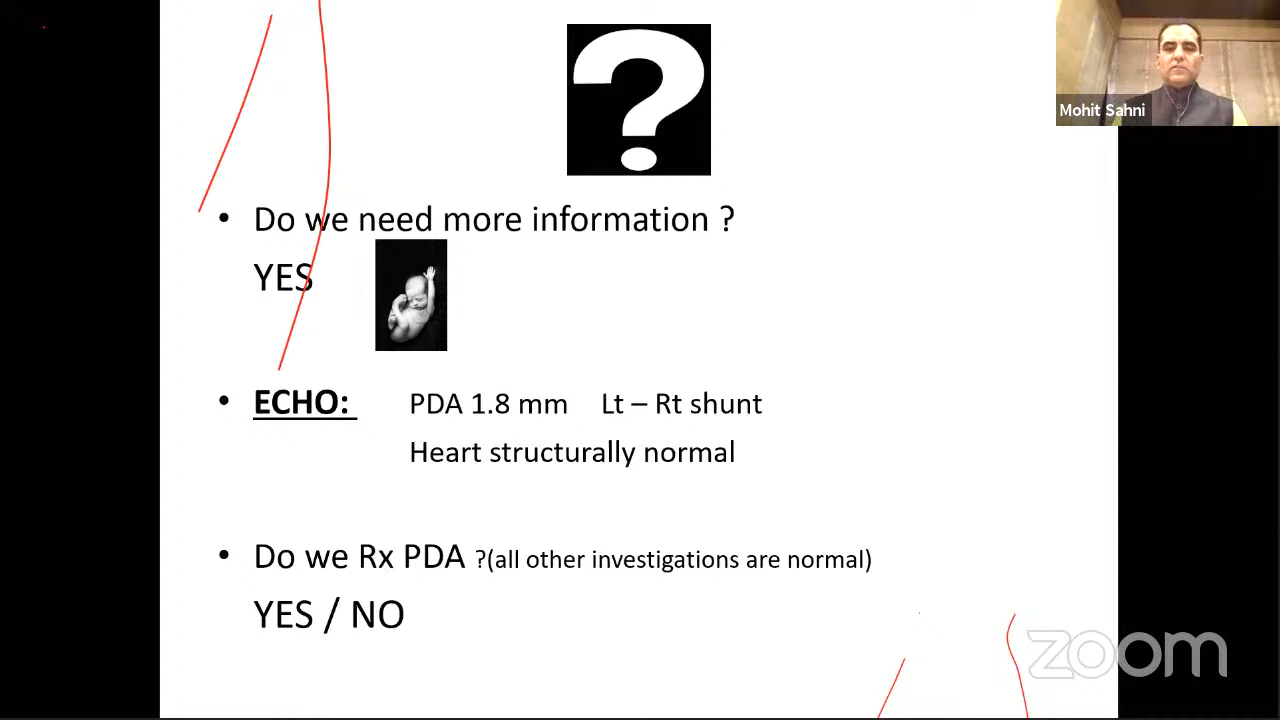 Mohit Sahni
• Do we need more information ?
YES
• ECHO: PDA 1.8 mm Lt – Rt shunt
Heart structurally normal
• Do we Rx PDA ?(all other investigations are normal)
YES / NO
zoom